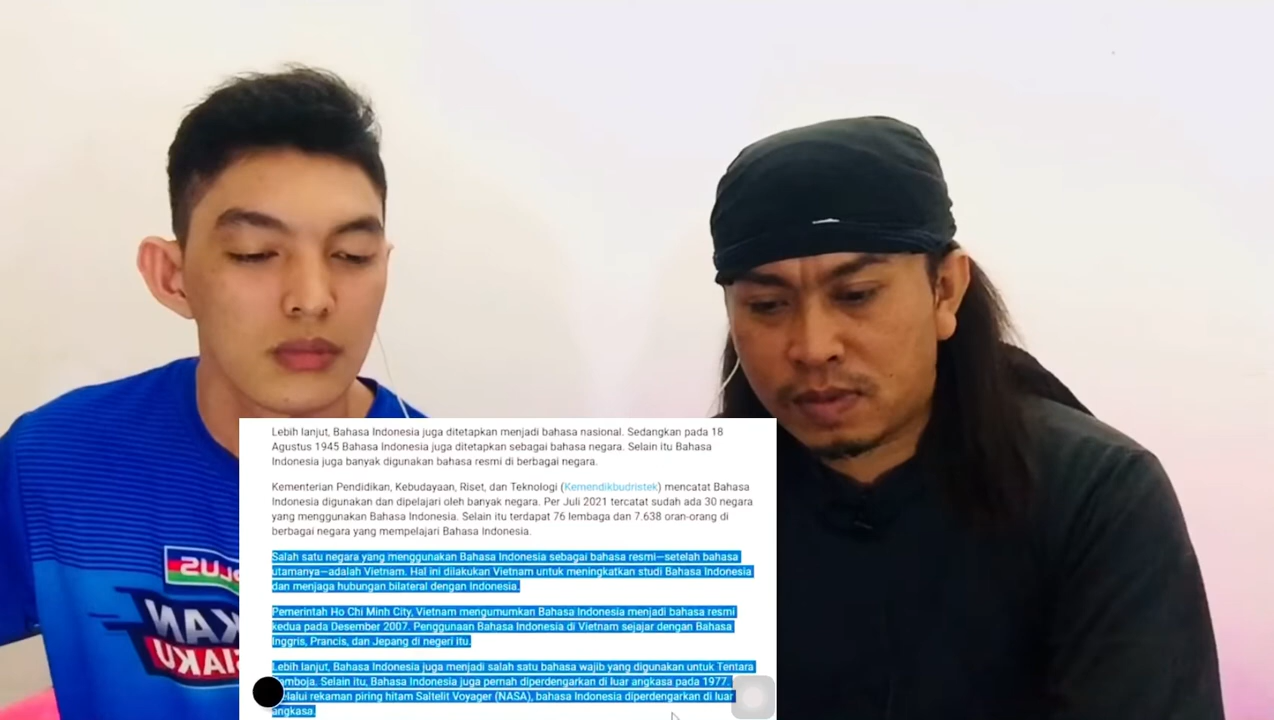 Lebih lanjut, Bahasa Indonesia juga ditetapkan menjadi bahasa nasional. Sedangkan pada 18
Agustus 1945 Bahasa Indonesia juga ditetapkan sebagai bahasa negara. Selain itu Bahasa
Indonesia juga banyak digunakan bahasa resmi di berbagai negara.
Kementerian Pendidikan, Kebudayaan, Riset, dan Teknologi (Kemendikbudristek) mencatat Bahasa
Indonesia digunakan dan dipelajari oleh banyak negara. Per Juli 2021 tercatat sudah ada 30 negara
yang menggunakan Bahasa Indonesia. Selain itu terdapat 76 lembaga dan 7.638 oran-orang di
berbagai negara yang mempelajari Bahasa Indonesia.
Salah satu negara yang menggunakan Bahasa Indonesia sebagai bahasa resmi—setelah bahasa
utamanya—adalah Vietnam. Hal ini dilakukan Vietnam untuk meningkatkan studi Bahasa Indonesia
dan menjaga hubungan bilateral dengan Indonesia.
Pemerintah Ho Chi Minh City, Vietnam mengumumkan Bahasa Indonesia menjadi bahasa resmi
kedua pada Desember 2007. Penggunaan Bahasa Indonesia di Vietnam sejajar dengan Bahasa
Inggris, Prancis, dan Jepang di negeri itu.
Lebih lanjut, Bahasa Indonesia juga menjadi salah satu bahasa wajib yang digunakan untuk Tentara
Selain itu, Bahasa Indonesia juga pernah diperdengarkan di luar angkasa pada 1977.
rekaman piring hitam Saltelit Voyager (NASA), bahasa Indonesia diperdengarkan di luar
angkasa.
PLUS